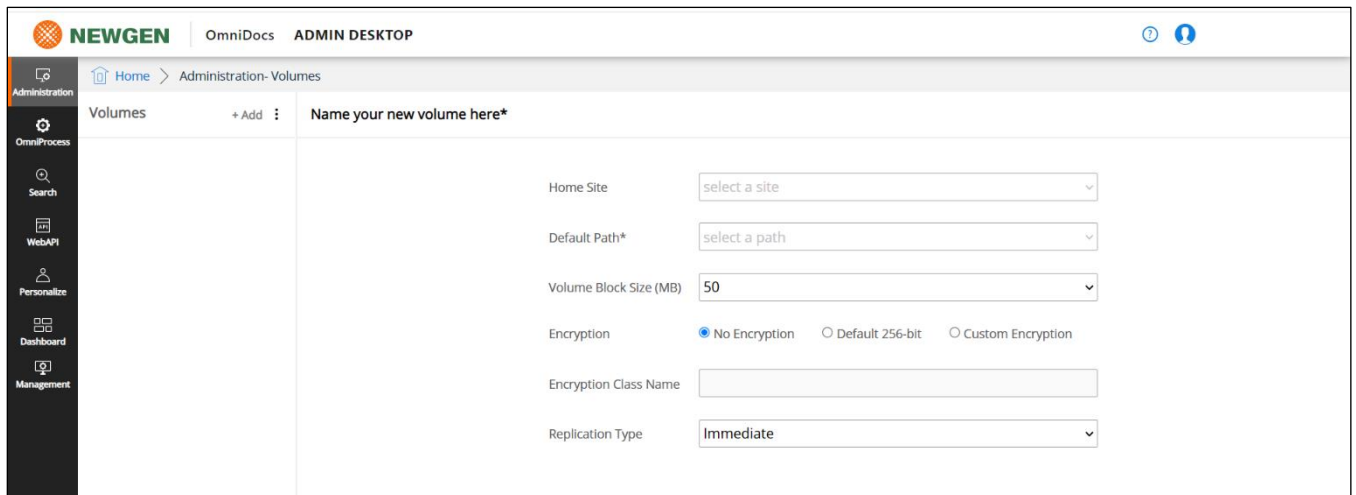 NEWGEN OmniDocs ADMIN DESKTOP ?
Administration
Home > Administration- Volumes
Volumes + Add Name your new volume here*
OmniProcess
Search
API
WebAPI
Personalize
Dashboard
Management
Home Site select a site
Default Path* select a path
Volume Block Size (MB) 50
Encryption No Encryption Default 256-bit Custom Encryption
Encryption Class Name
Replication Type Immediate